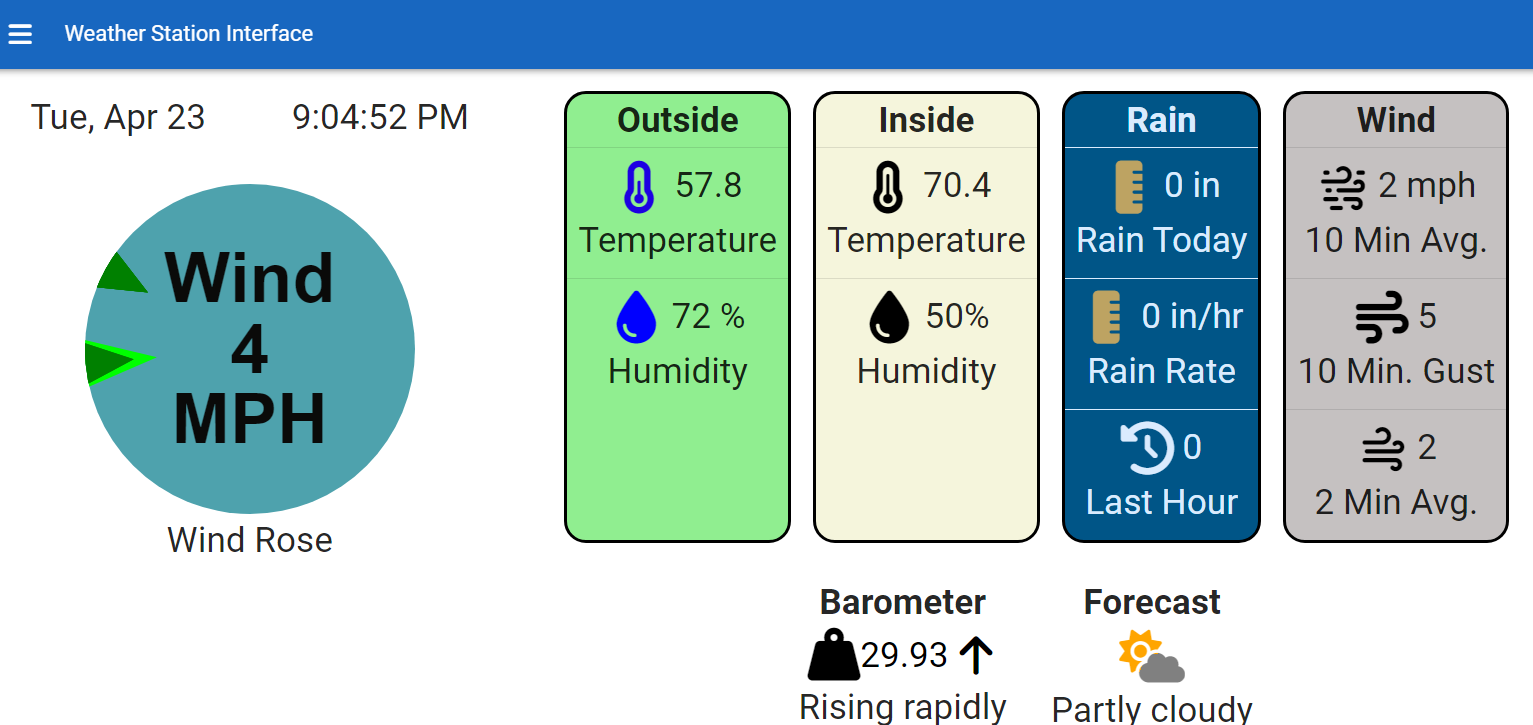 Weather Station Interface
Tue, Apr 23 9:04:52 PM
Wind
4
MPH
Wind Rose
Outside
57.8
Temperature
72 %
Humidity
Inside
70.4
Temperature
50%
Humidity
Rain
0 in
Rain Today
0 in/hr
Rain Rate
0
Last Hour
Wind
2 mph
10 Min Avg.
5
10 Min. Gust
2
2 Min Avg.
Barometer
29.93
Rising rapidly
Forecast
Partly cloudy